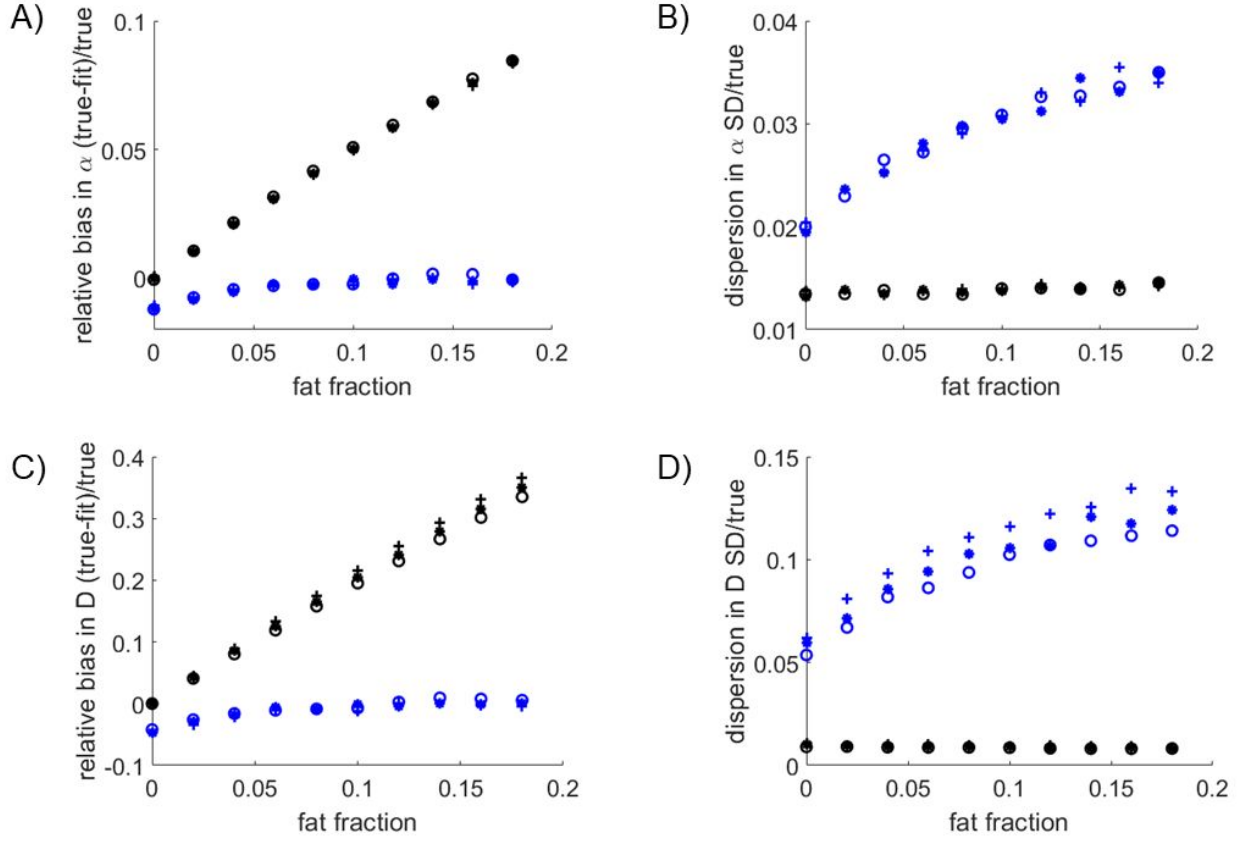 A)
relative bias in α (true-fit)/true
0.1
0.05
0
0 0.05 0.1 0.15 0.2
fat fraction
B)
dispersion in α SD/true
0.04
0.03
0.02
0.01
0 0.05 0.1 0.15 0.2
fat fraction
C)
relative bias in D (true-fit)/true
0.4
0.3
0.2
0.1
0
-0.1
0 0.05 0.1 0.15 0.2
fat fraction
D)
dispersion in D SD/true
0.15
0.1
0.05
0
0 0.05 0.1 0.15 0.2
fat fraction